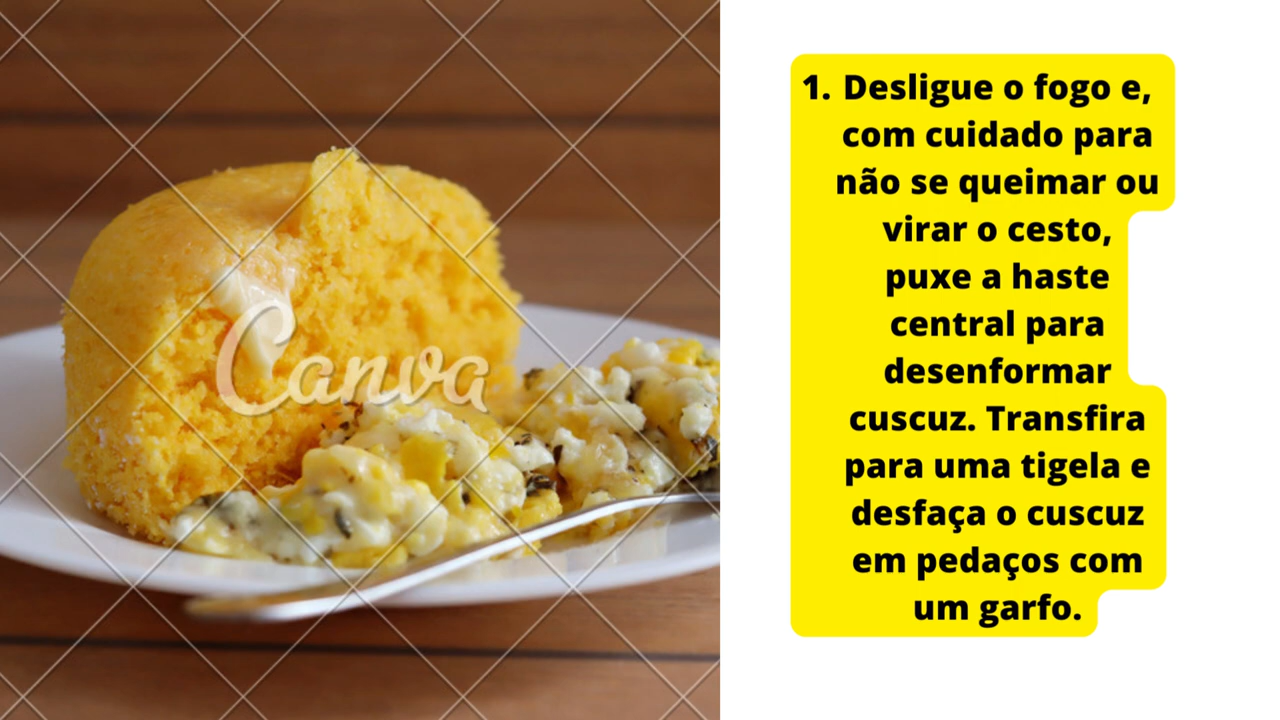 Canva
1. Desligue o fogo e,
com cuidado para
não se queimar ou
virar o cesto,
puxe a haste
central para
desenformar
cuscuz. Transfira
para uma tigela e
desfaça o cuscuz
em pedaços com
um garfo.